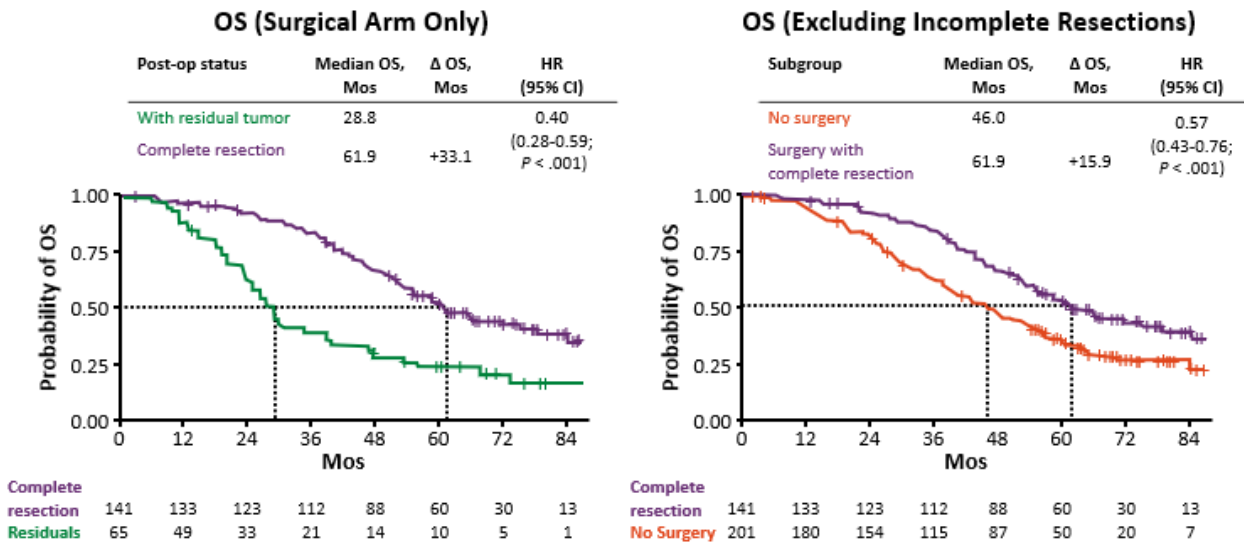 OS (Surgical Arm Only)
Post-op status Median OS, Mos Δ OS, Mos HR (95% CI)
With residual tumor 28.8 0.40 (0.28-0.59; P < .001)
Complete resection 61.9 +33.1
Probability of OS
1.00
0.75
0.50
0.25
0.00
0 12 24 36 48 60 72 84
Mos
Complete resection 141 133 123 112 88 60 30 13
Residuals 65 49 33 21 14 10 5 1
OS (Excluding Incomplete Resections)
Subgroup Median OS, Mos Δ OS, Mos HR (95% CI)
No surgery 46.0 0.57 (0.43-0.76; P < .001)
Surgery with complete resection 61.9 +15.9
Probability of OS
1.00
0.75
0.50
0.25
0.00
0 12 24 36 48 60 72 84
Mos
Complete resection 141 133 123 112 88 60 30 13
No Surgery 201 180 154 115 87 50 20 7